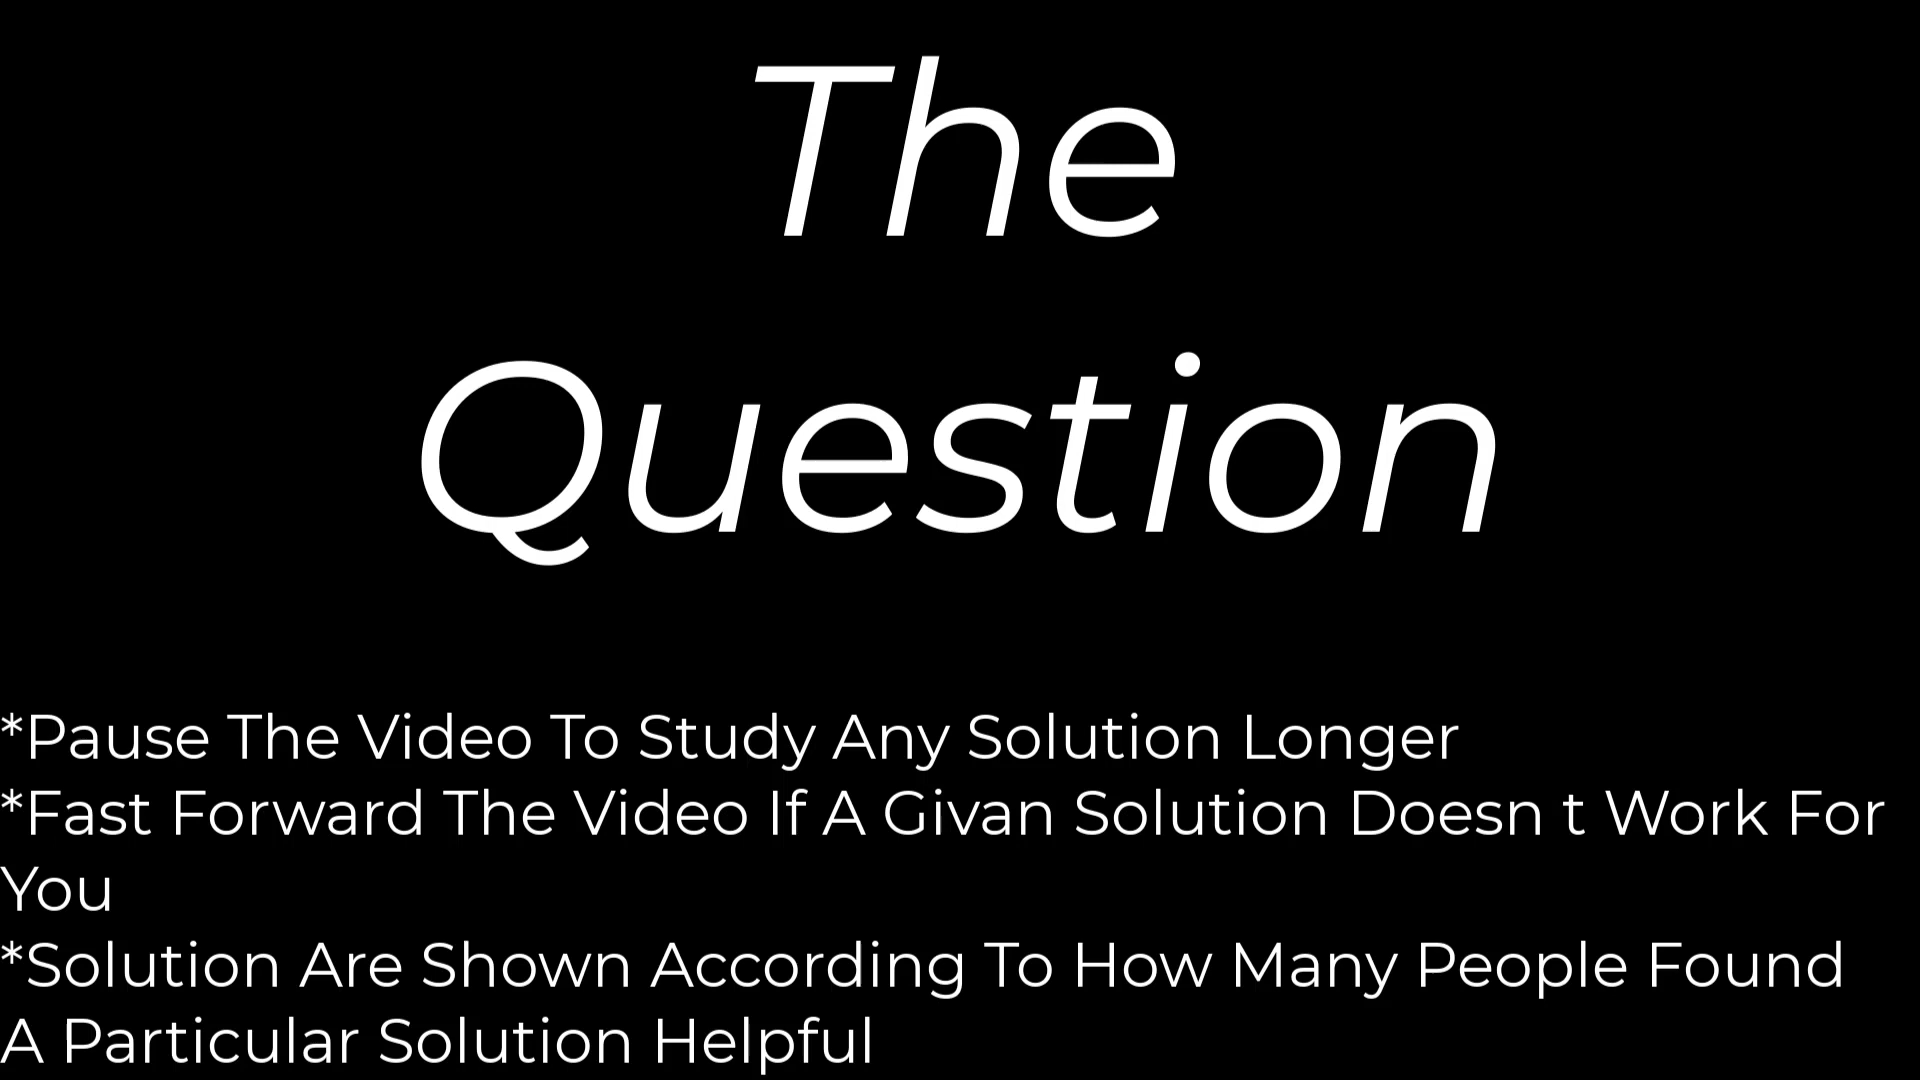 The
Question
*Pause The Video To Study Any Solution Longer
*Fast Forward The Video If A Givan Solution Doesn t Work For
You
*Solution Are Shown According To How Many People Found
A Particular Solution Helpful